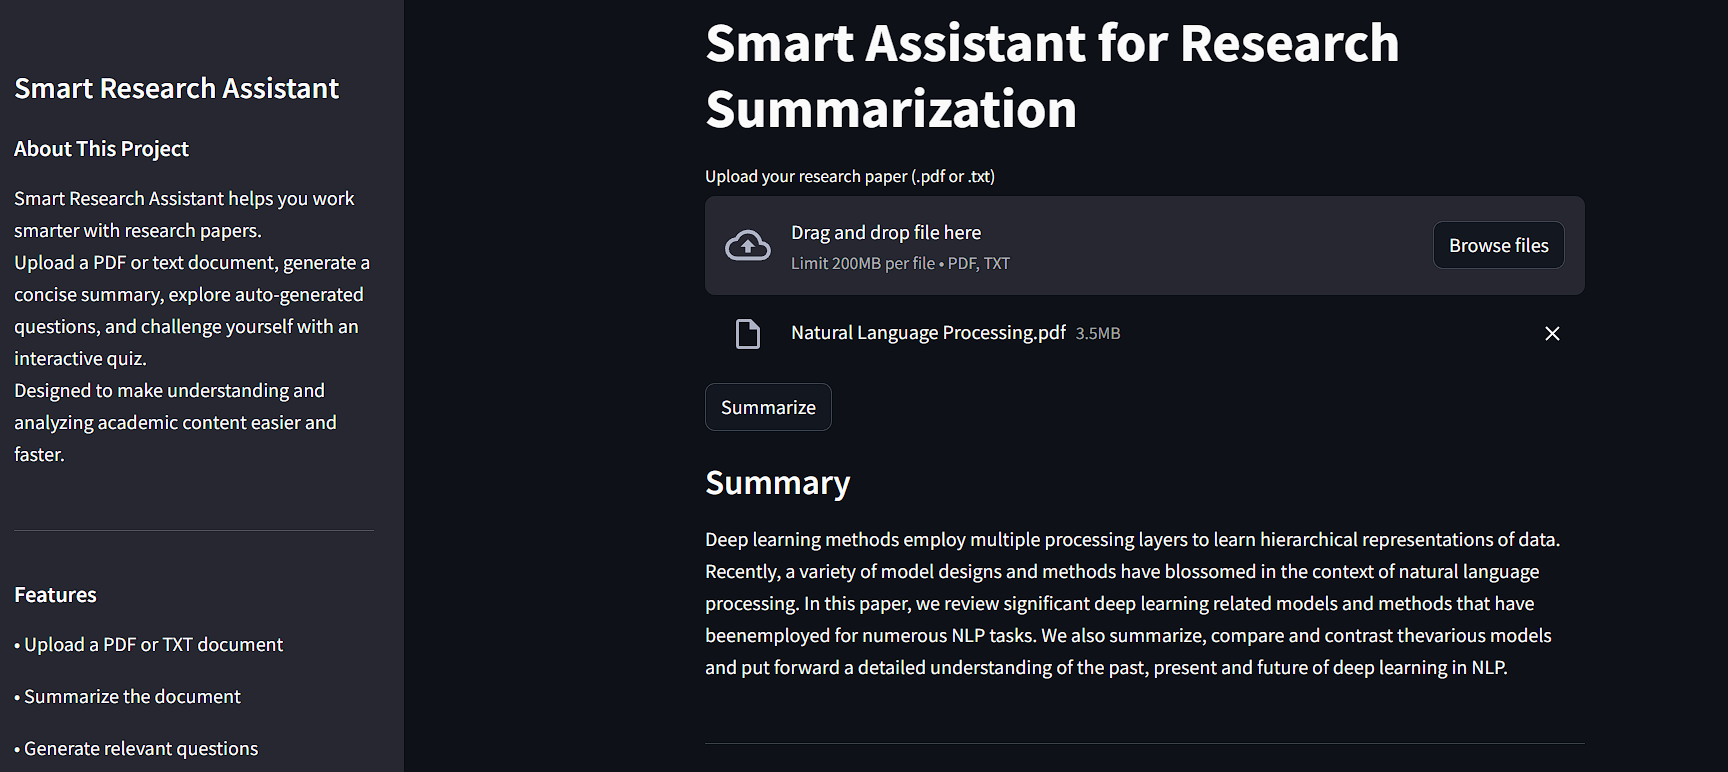 Smart Research Assistant
About This Project
Smart Research Assistant helps you work
smarter with research papers.
Upload a PDF or text document, generate a
concise summary, explore auto-generated
questions, and challenge yourself with an
interactive quiz.
Designed to make understanding and
analyzing academic content easier and
faster.
Features
• Upload a PDF or TXT document
• Summarize the document
• Generate relevant questions
Smart Assistant for Research
Summarization
Upload your research paper (.pdf or .txt)
Drag and drop file here
Limit 200MB per file • PDF, TXT
Browse files
Natural Language Processing.pdf 3.5MB
Summarize
Summary
Deep learning methods employ multiple processing layers to learn hierarchical representations of data.
Recently, a variety of model designs and methods have blossomed in the context of natural language
processing. In this paper, we review significant deep learning related models and methods that have
beenemployed for numerous NLP tasks. We also summarize, compare and contrast thevarious models
and put forward a detailed understanding of the past, present and future of deep learning in NLP.